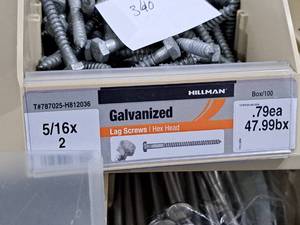 340
HILLMAN
Box/100
T#787025-H812036
Galvanized
Lag Screws | Hex Head
5/16x
2
.79ea
47.99bx